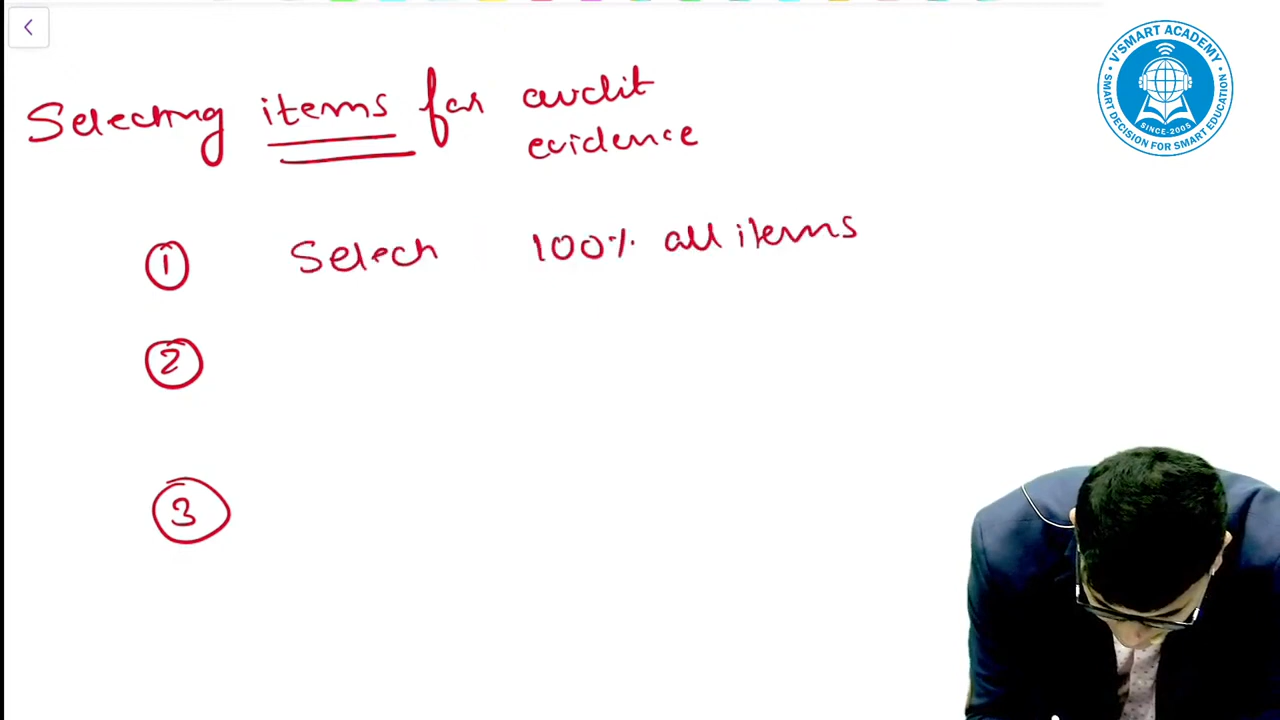 Selecting items for audit
evidence
① Select 100% all items
②
③
V'SMART ACADEMY
SMART DECISION FOR SMART EDUCATION
SINCE-2005